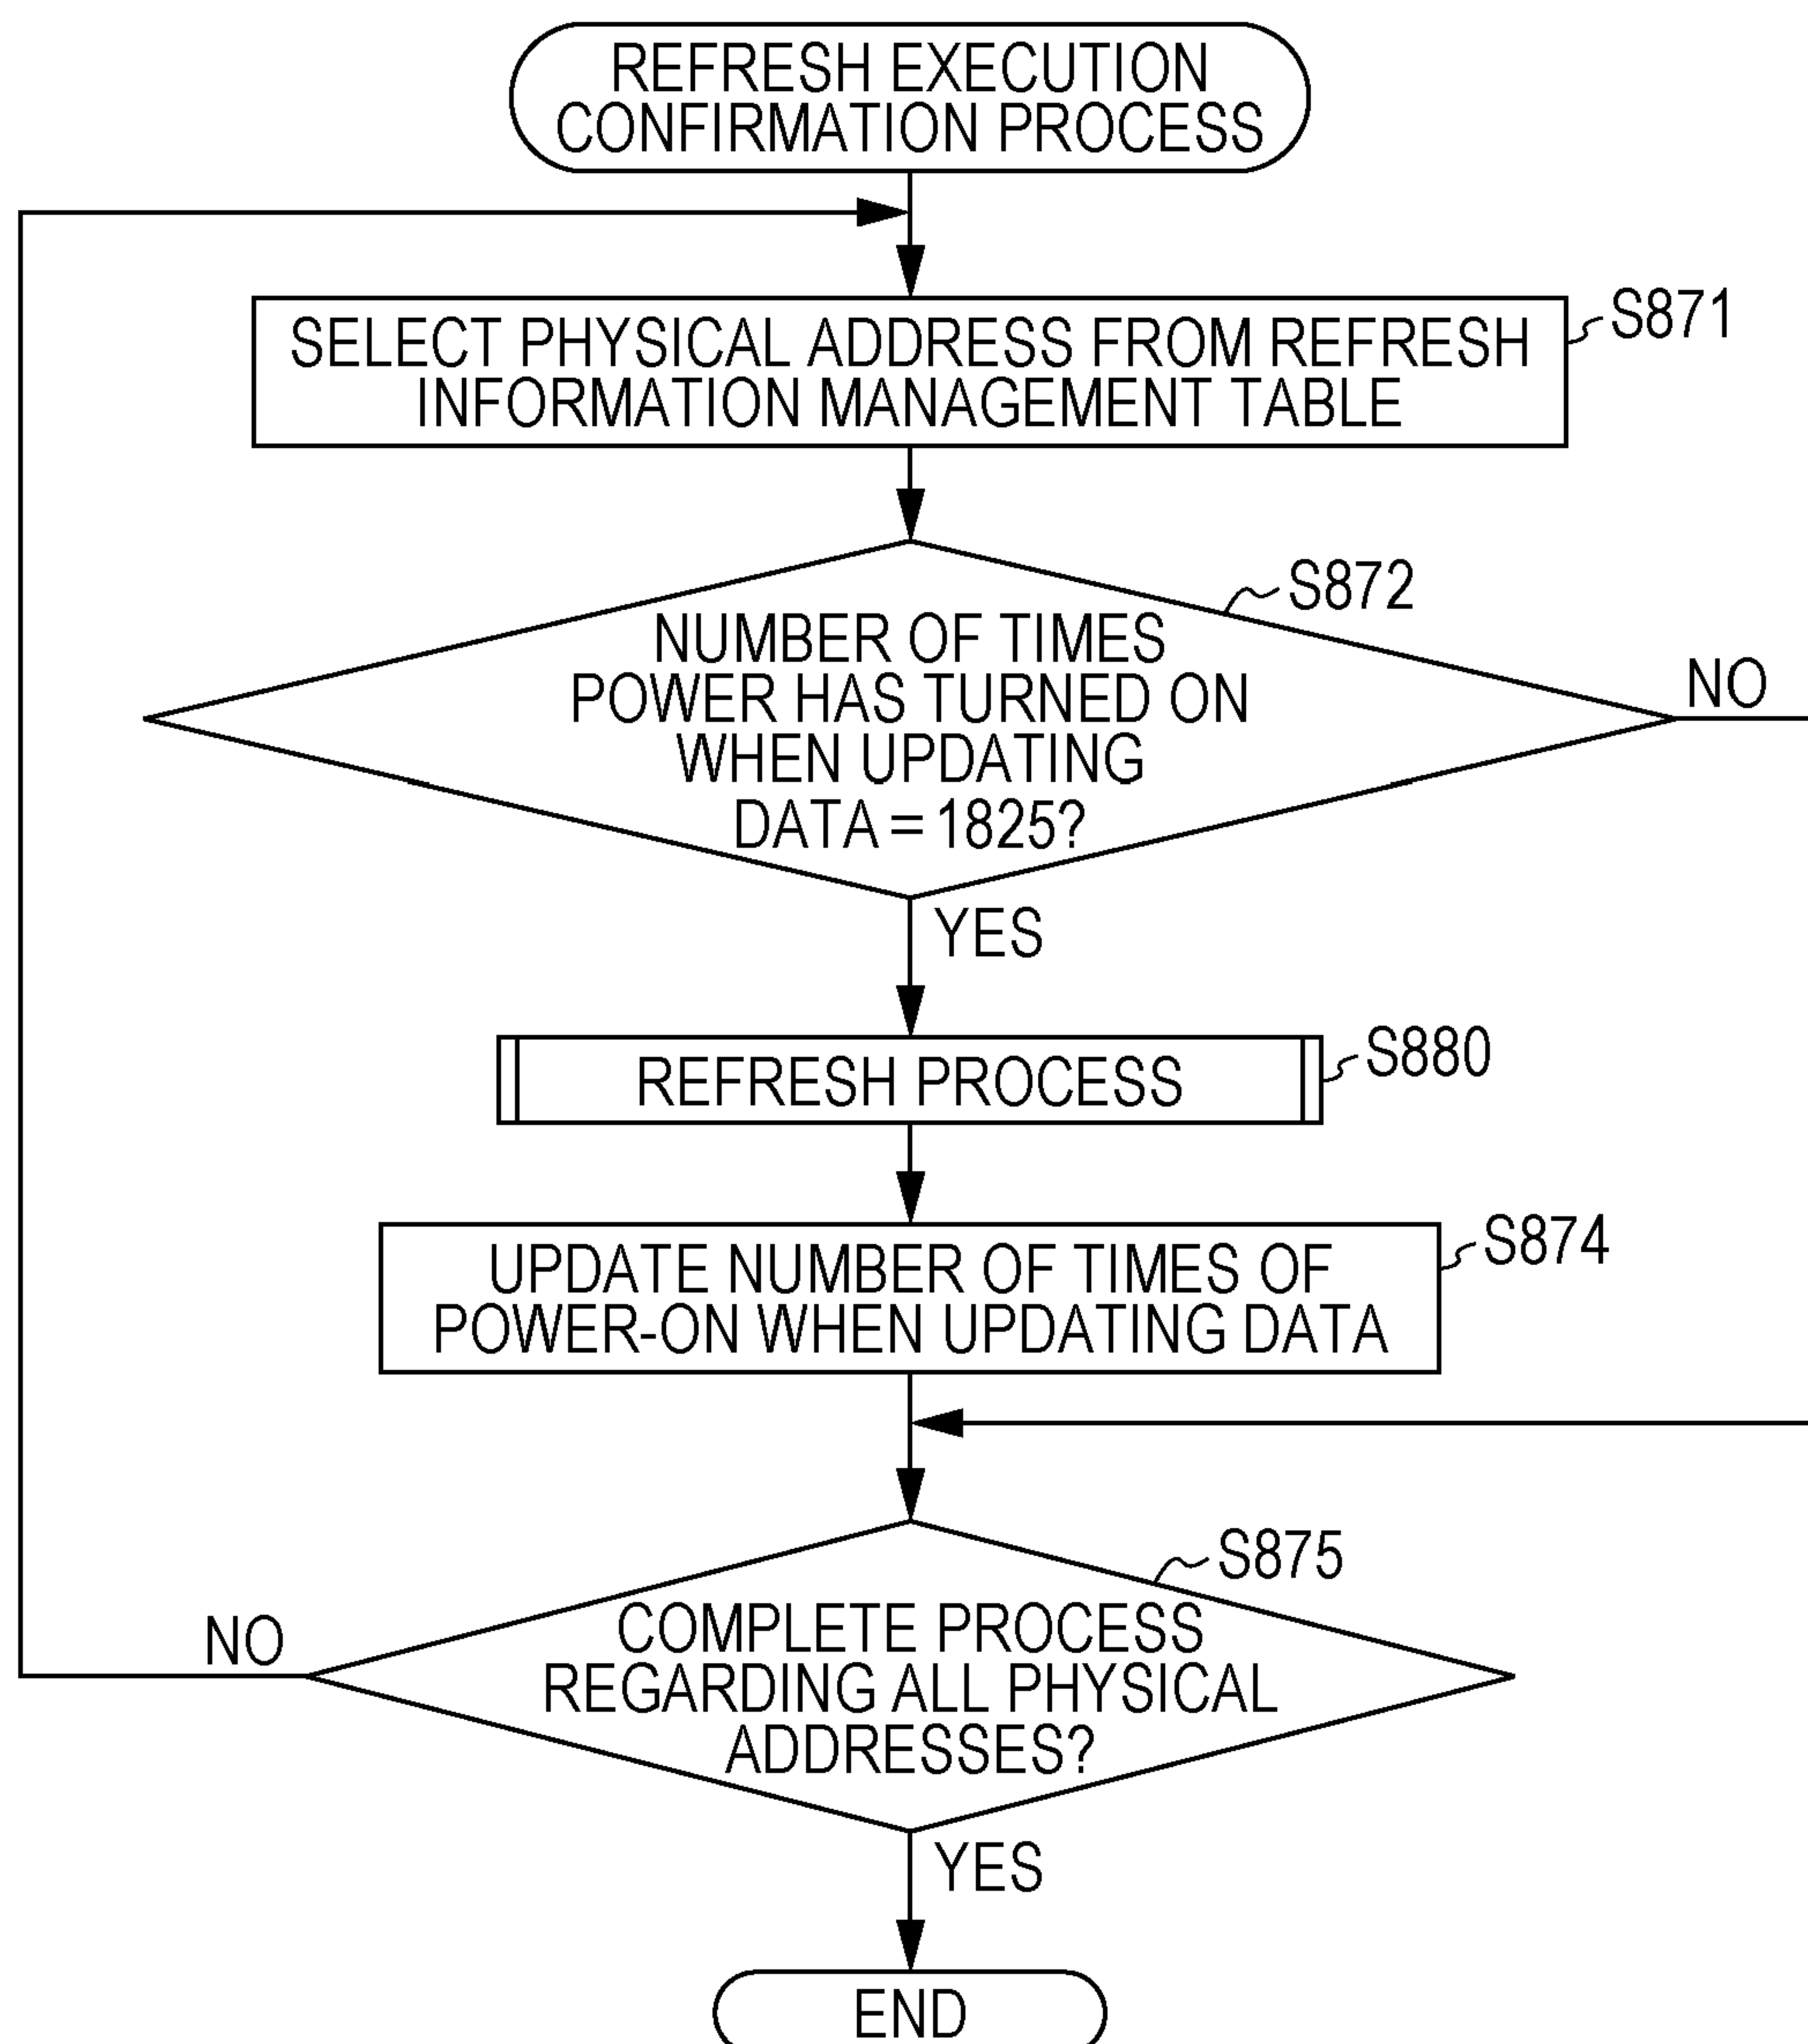 REFRESH EXECUTION
CONFIRMATION PROCESS
SELECT PHYSICAL ADDRESS FROM REFRESH
INFORMATION MANAGEMENT TABLE
S871
S872
NUMBER OF TIMES
POWER HAS TURNED ON
WHEN UPDATING
DATA = 1825?
NO
YES
REFRESH PROCESS
S880
UPDATE NUMBER OF TIMES OF
POWER-ON WHEN UPDATING DATA
S874
S875
COMPLETE PROCESS
REGARDING ALL PHYSICAL
ADDRESSES?
NO
YES
END